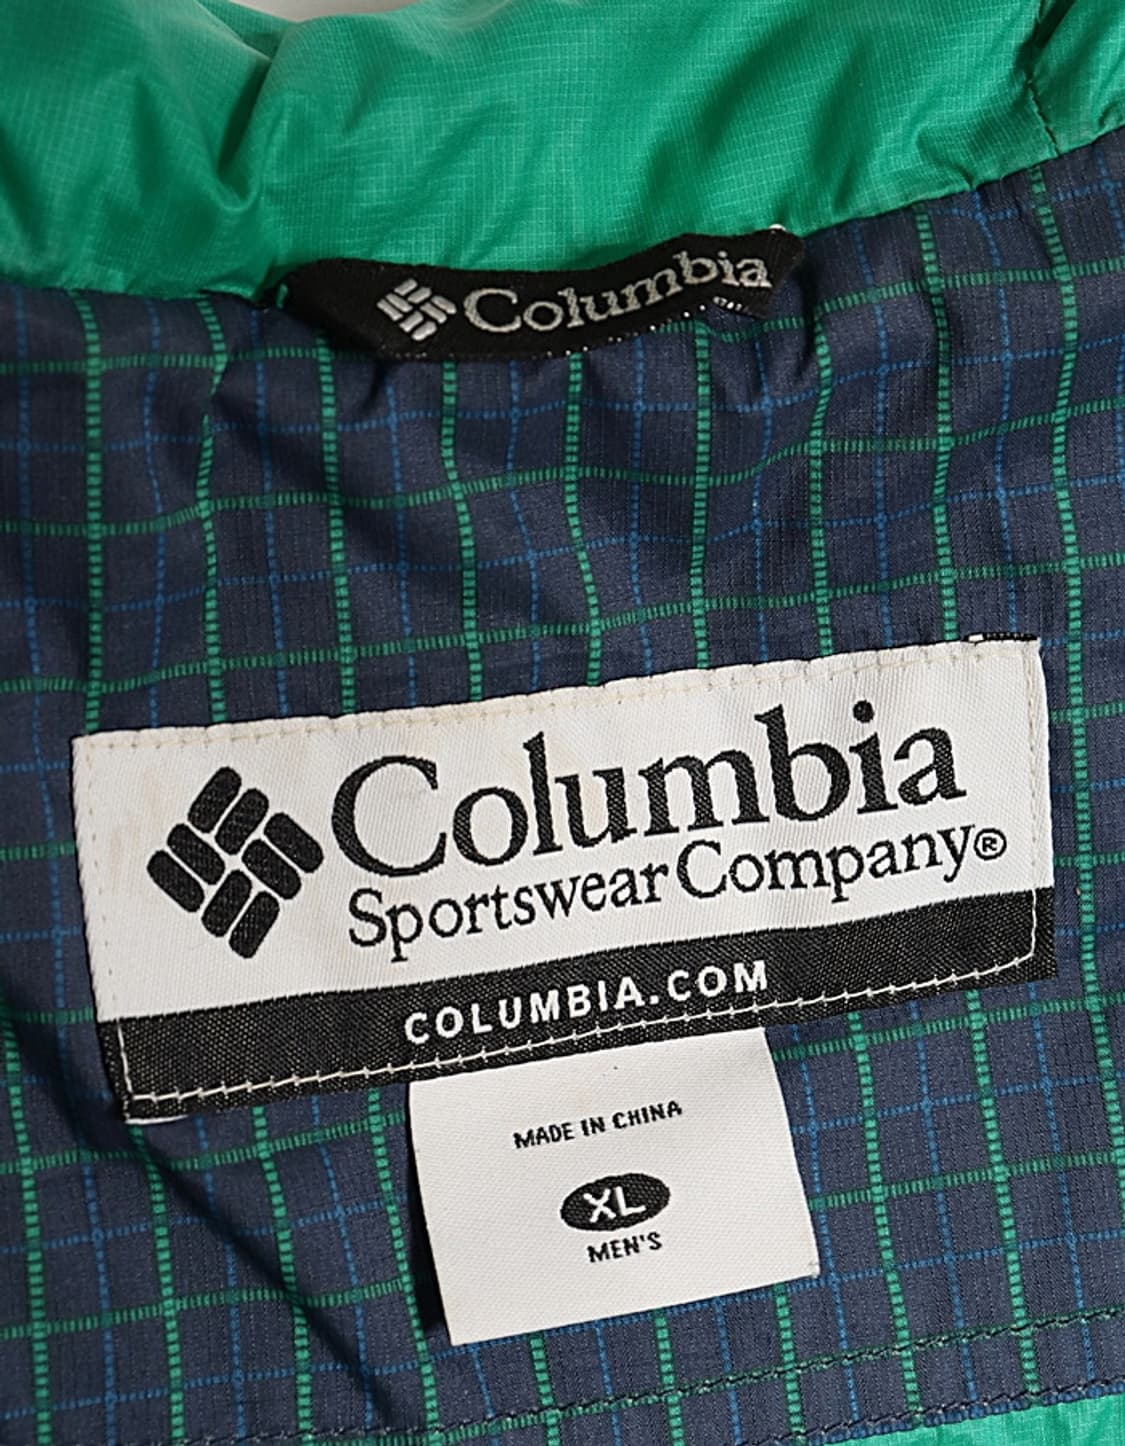 Columbia
Columbia
Sportswear Company®
COLUMBIA.COM
MADE IN CHINA
XL
MEN'S